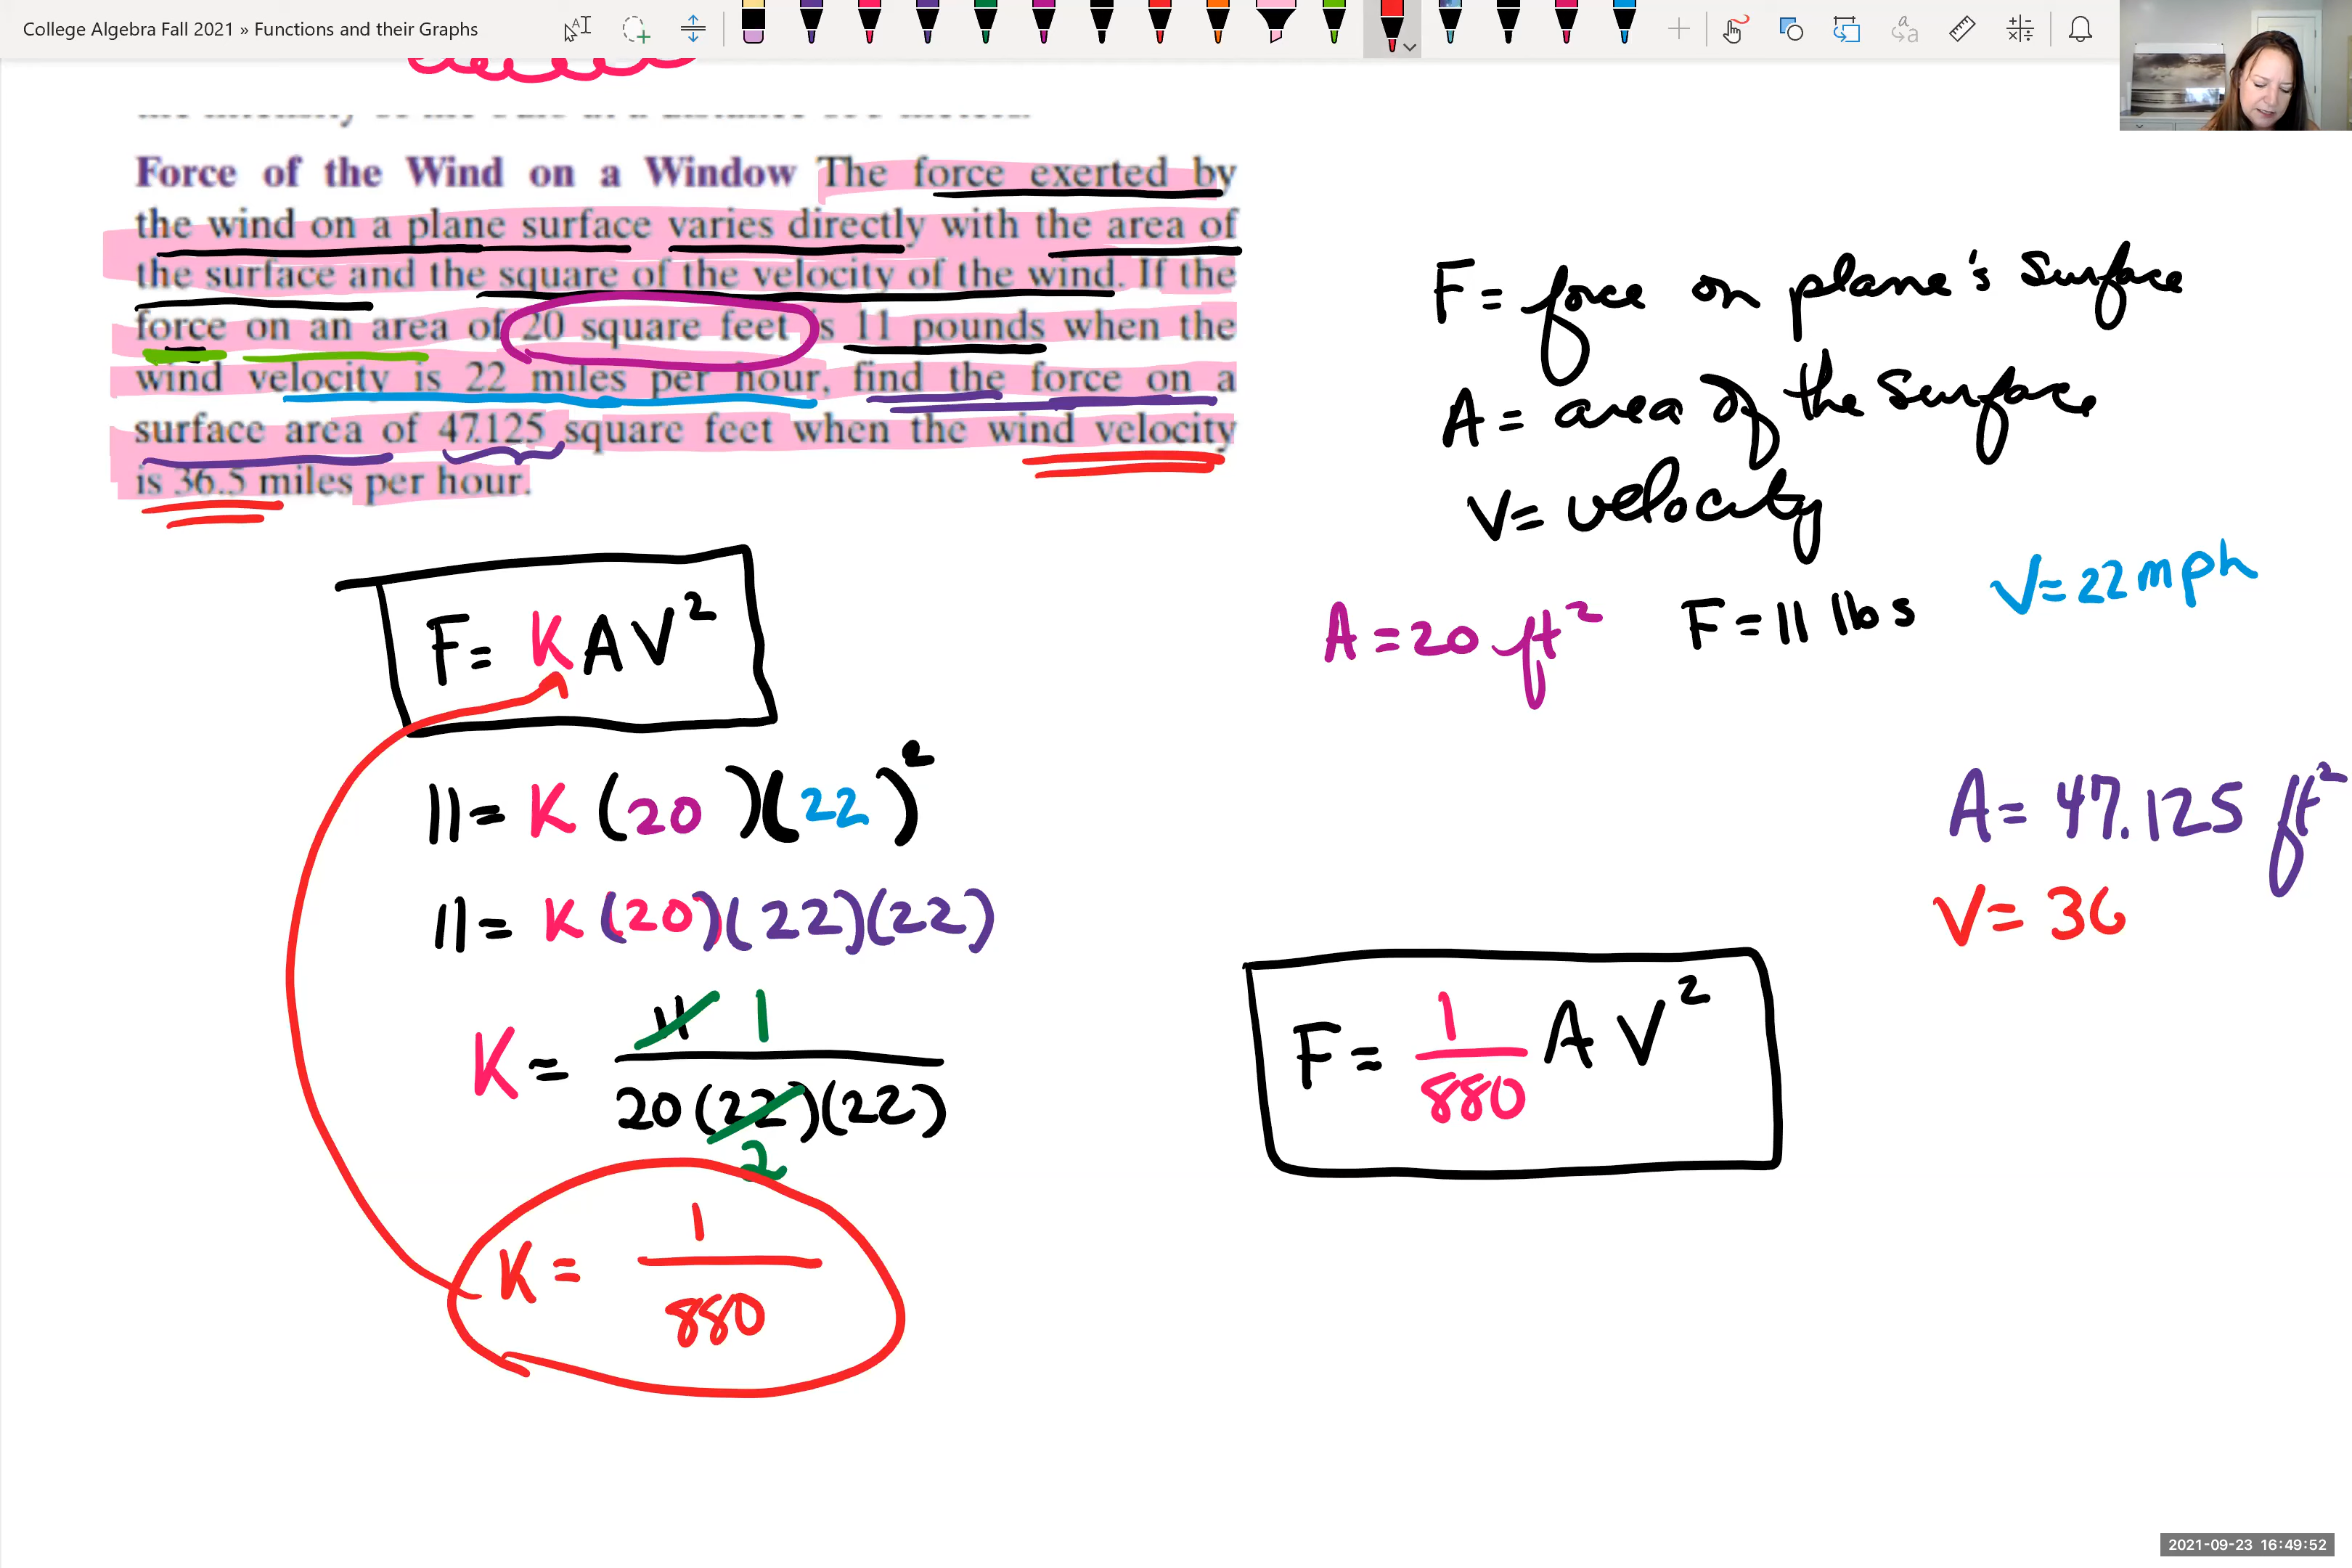 College Algebra Fall 2021 » Functions and their Graphs
Force of the Wind on a Window The force exerted by
the wind on a plane surface varies directly with the area of
the surface and the square of the velocity of the wind. If the
force on an area of 20 square feet is 11 pounds when the
wind velocity is 22 miles per hour, find the force on a
surface area of 47.125 square feet when the wind velocity
is 36.5 miles per hour.
F = force on plane's surface
A = area of the surface
V = velocity
A = 20 ft² F = 11 lbs V = 22 mph
F = K A V²
11 = K (20)(22)²
11 = K (20)(22)(22)
K = 11 1
20 (22)(22)
2
K = 1
880
A = 47.125 ft²
V = 36
F = 1 A V²
880
2021-09-23 16:49:52